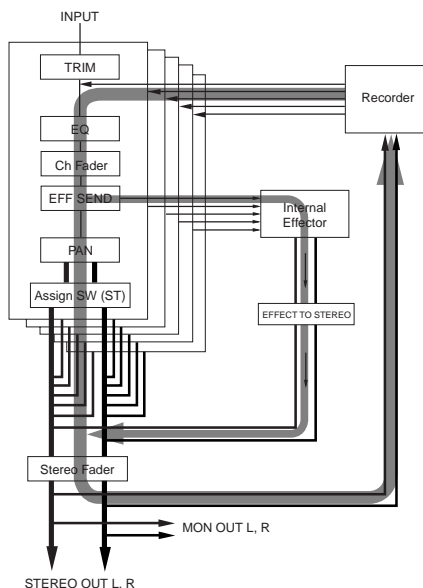 INPUT
TRIM
Recorder
EQ
Ch Fader
EFF SEND
Internal
Effector
PAN
Assign SW (ST)
EFFECT TO STEREO
Stereo Fader
MON OUT L, R
STEREO OUT L, R